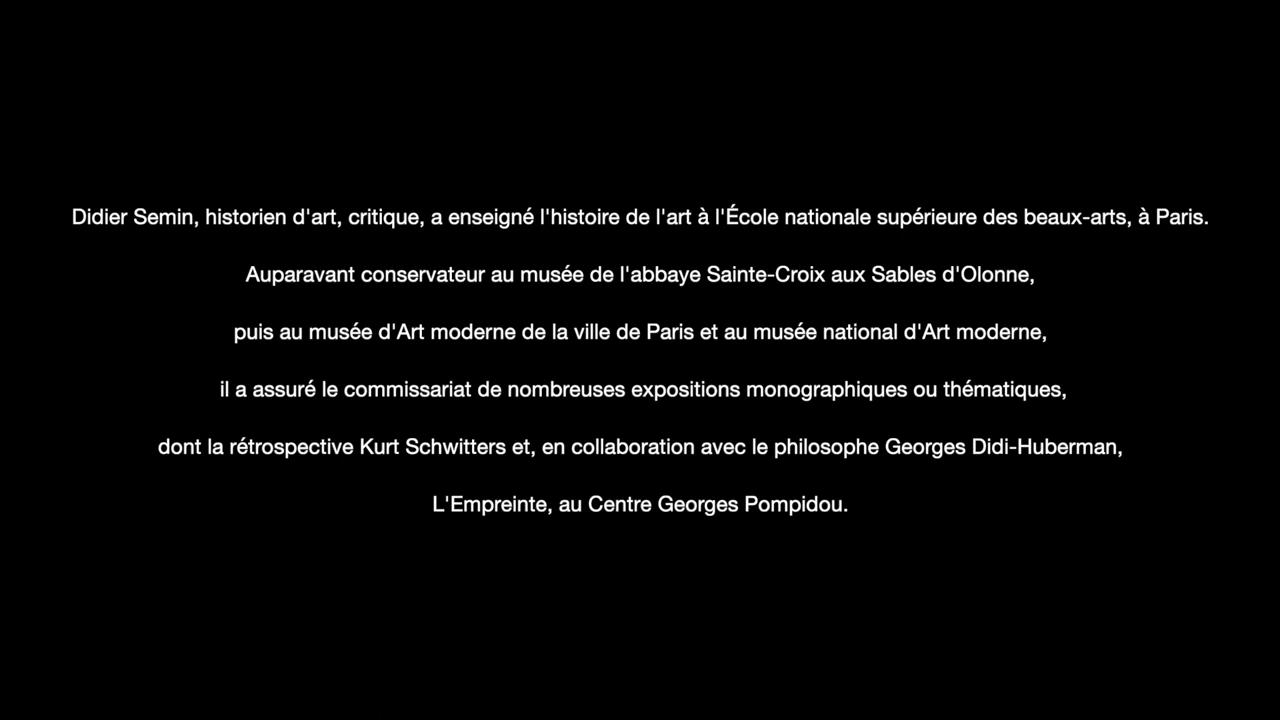 Didier Semin, historien d'art, critique, a enseigné l'histoire de l'art à l'École nationale supérieure des beaux-arts, à Paris.
Auparavant conservateur au musée de l'abbaye Sainte-Croix aux Sables d'Olonne,
puis au musée d'Art moderne de la ville de Paris et au musée national d'Art moderne,
il a assuré le commissariat de nombreuses expositions monographiques ou thématiques,
dont la rétrospective Kurt Schwitters et, en collaboration avec le philosophe Georges Didi-Huberman,
L'Empreinte, au Centre Georges Pompidou.